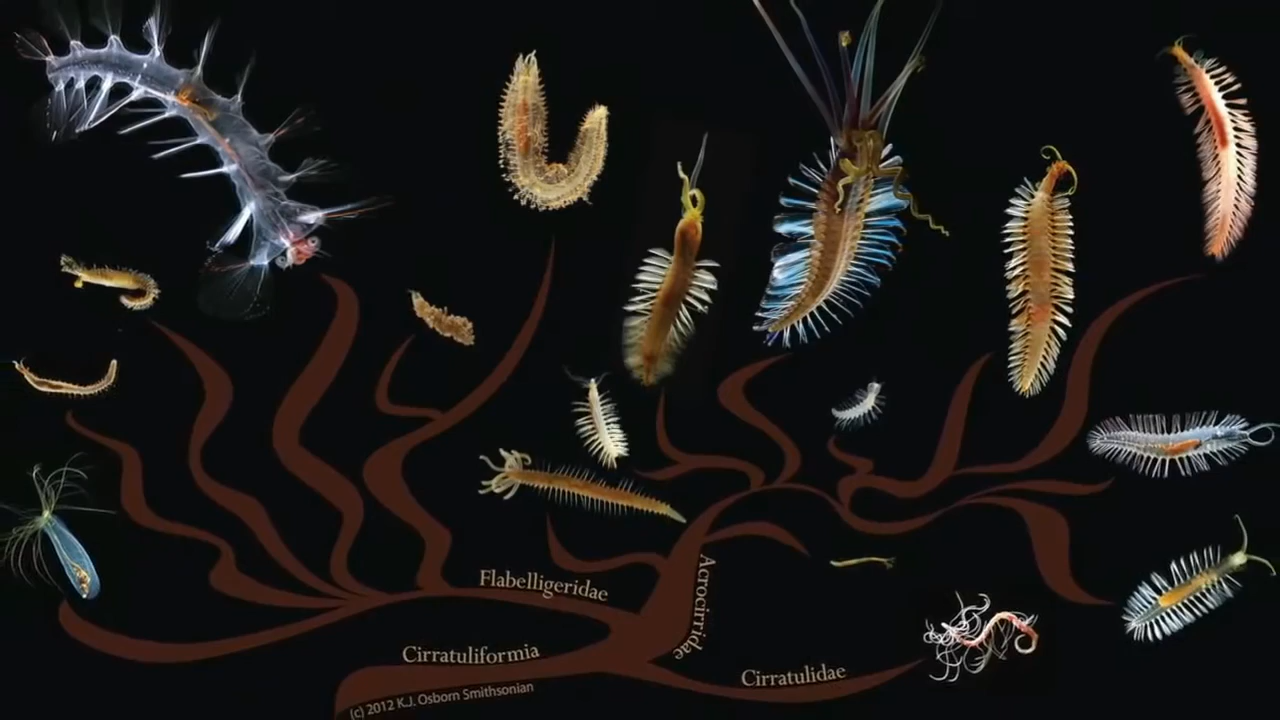 Flabelligeridae
Acrocirridae
Cirratuliformia
Cirratulidae
(c) 2012 K.J. Osborn Smithsonian